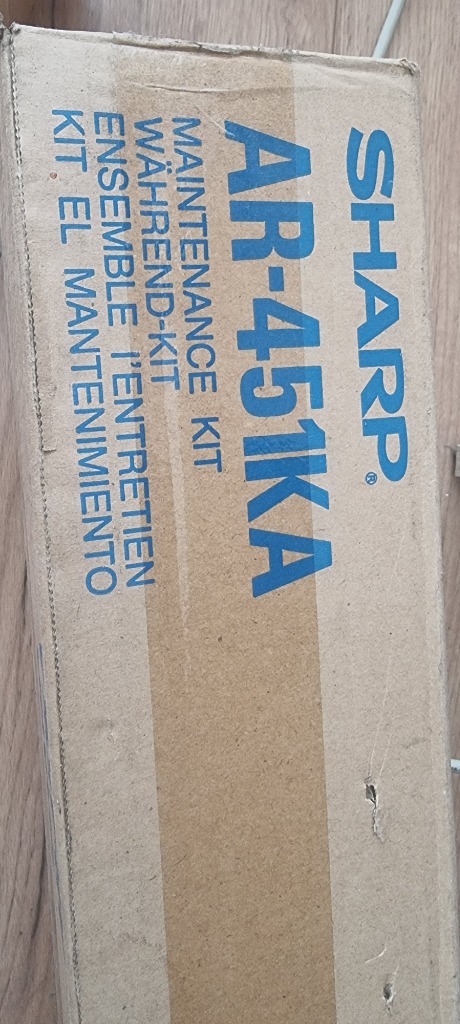 SHARP®
AR-451KA
MAINTENANCE KIT
WÄHREND-KIT
ENSEMBLE l'ENTRETIEN
KIT EL MANTENIMIENTO